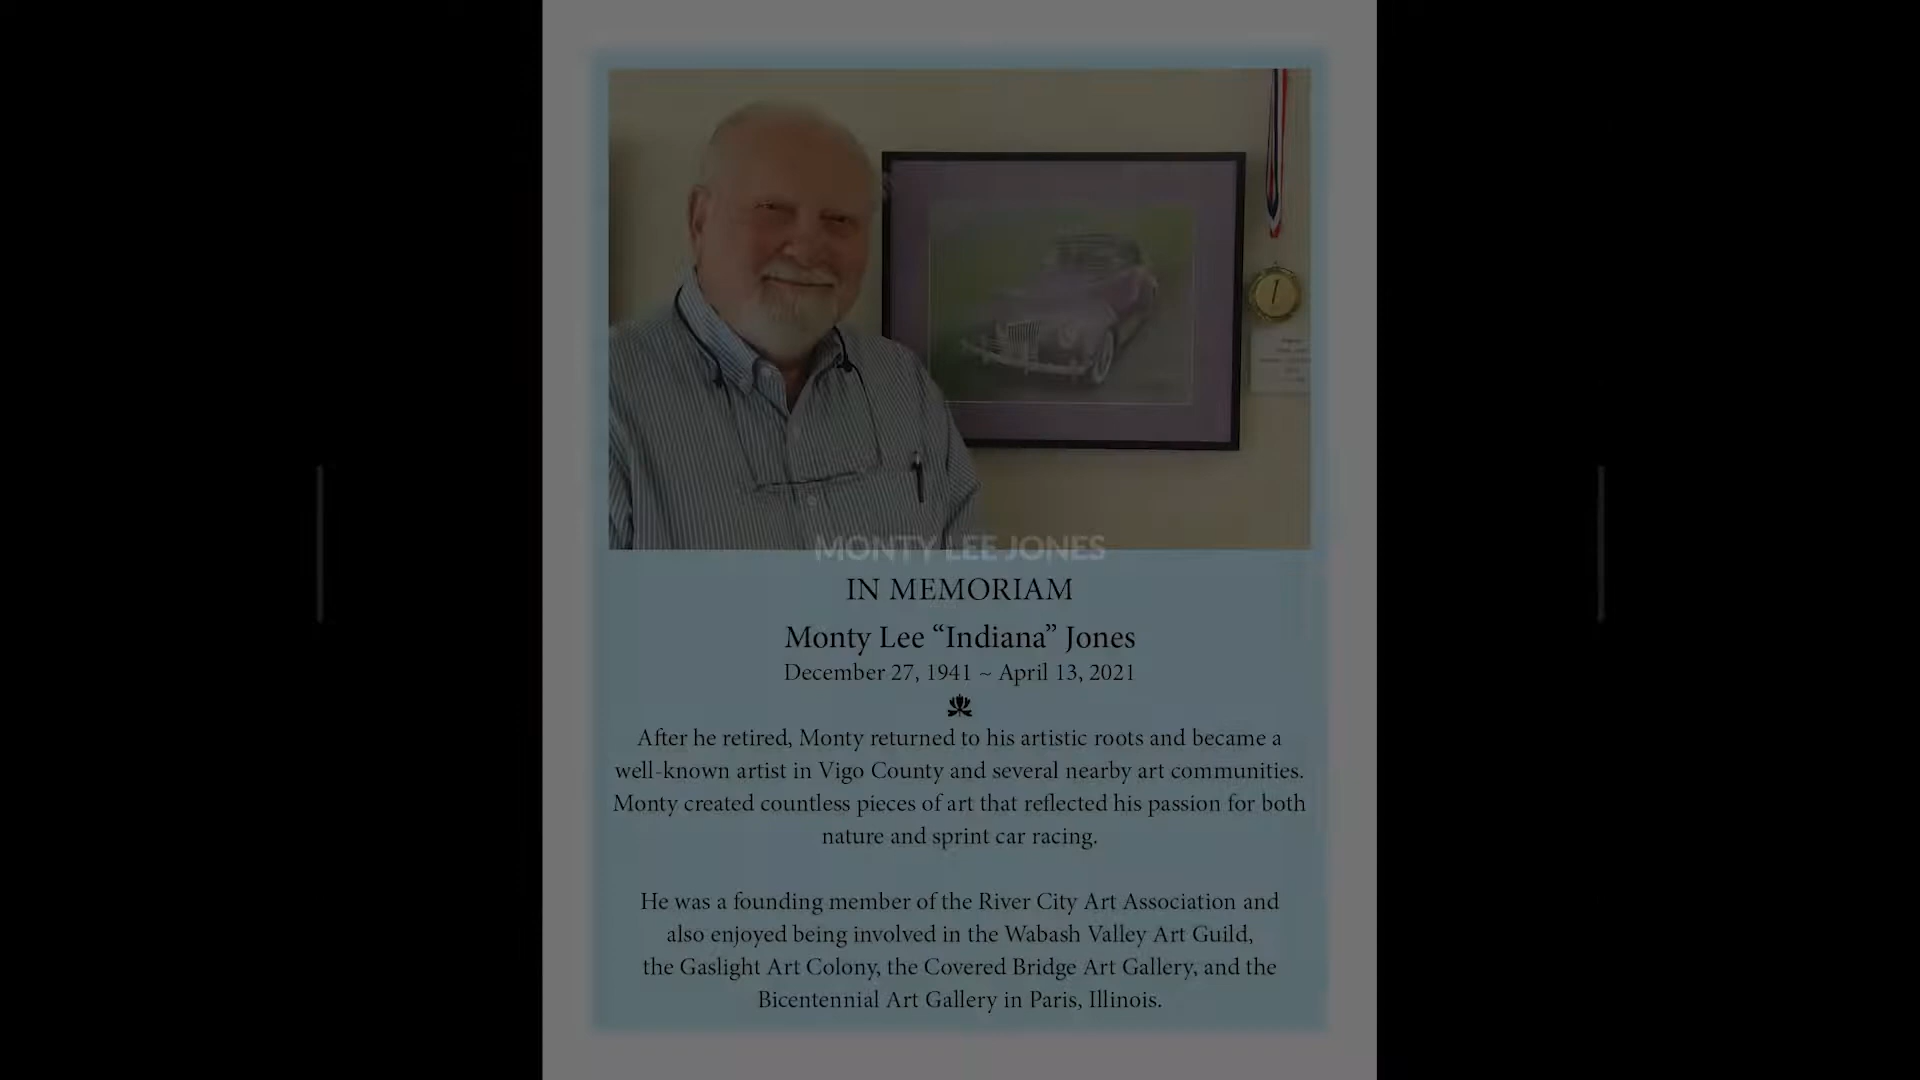 MONTY LEE JONES
IN MEMORIAM
Monty Lee “Indiana” Jones
December 27, 1941 ~ April 13, 2021
After he retired, Monty returned to his artistic roots and became a
well-known artist in Vigo County and several nearby art communities.
Monty created countless pieces of art that reflected his passion for both
nature and sprint car racing.
He was a founding member of the River City Art Association and
also enjoyed being involved in the Wabash Valley Art Guild,
the Gaslight Art Colony, the Covered Bridge Art Gallery, and the
Bicentennial Art Gallery in Paris, Illinois.